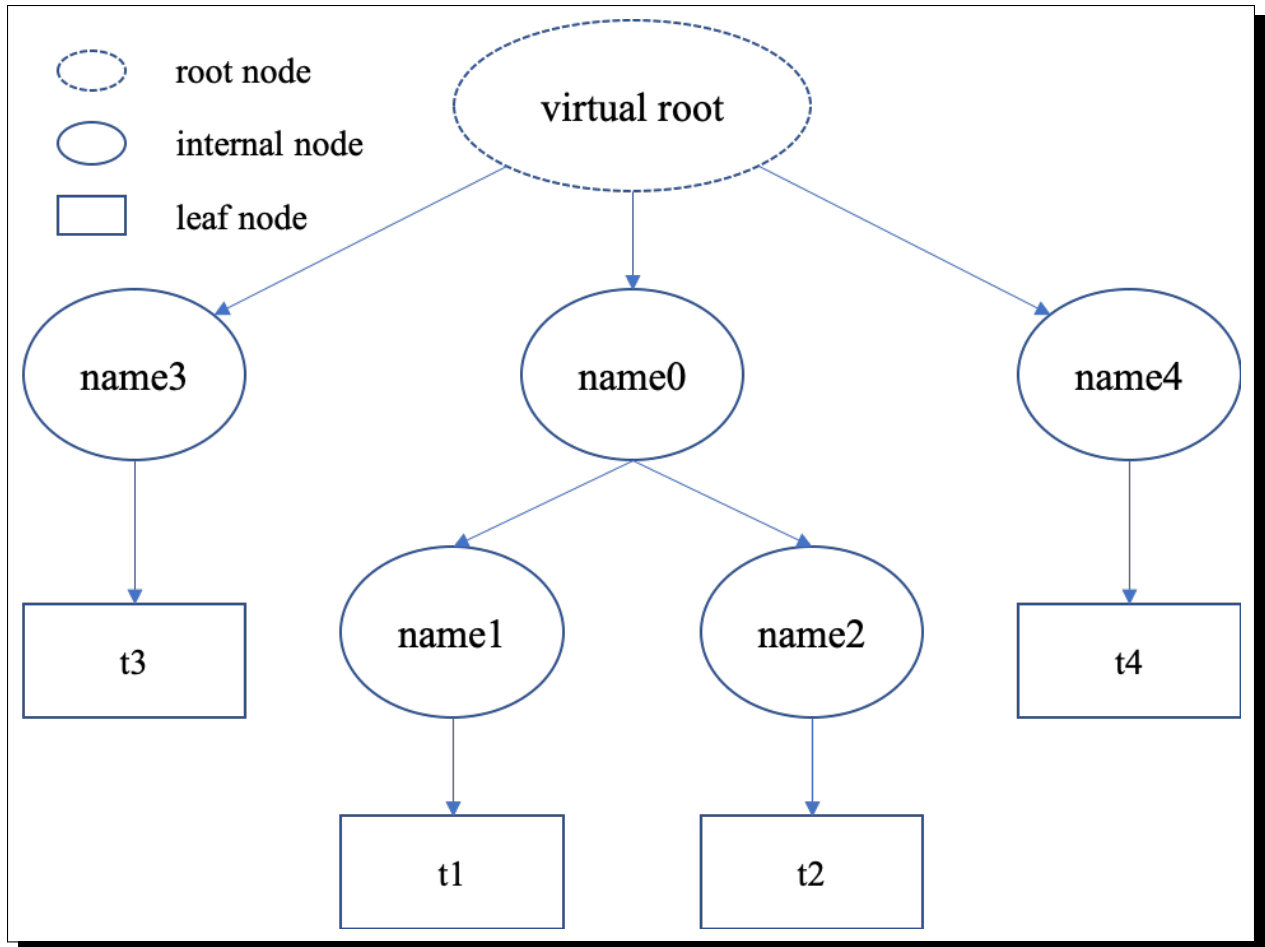 root node
virtual root
internal node
leaf node
name3
name0
name4
name1
name2
t3
t4
t1
t2